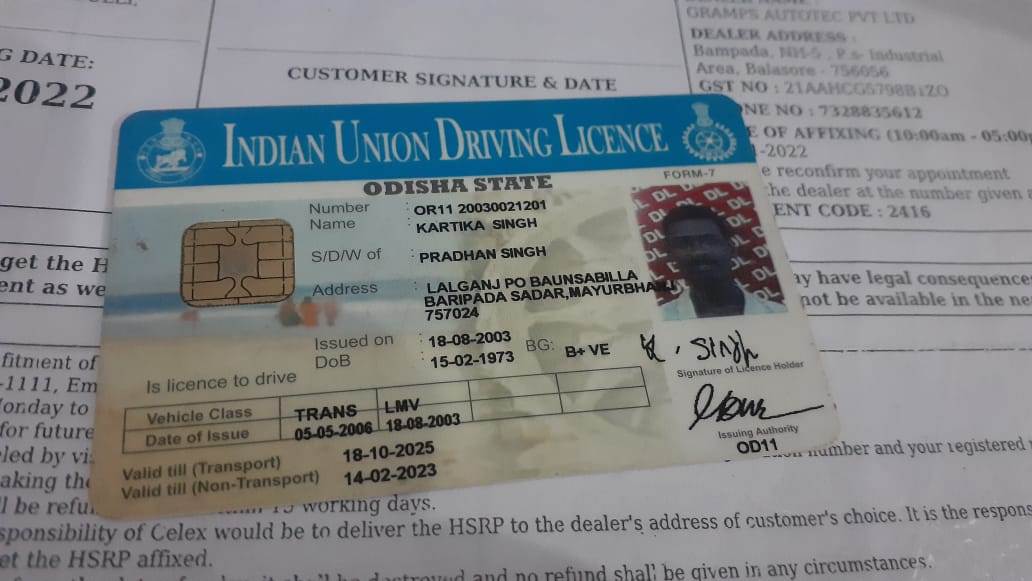 G DATE:
2022
CUSTOMER SIGNATURE & DATE
GRAMPS AUTOTEC PVT LTD
DEALER ADDRESS :
Bampada, NH-5 , P.s- Industrial
Area, Balasore - 756056
GST NO : 21AAHCG5798B1ZO
NE NO : 7328835612
E OF AFFIXING (10:00am - 05:00
-2022
e reconfirm your appointment
he dealer at the number given
ENT CODE : 2416
INDIAN UNION DRIVING LICENCE
ODISHA STATE
FORM-7
Number : OR11 20030021201
Name : KARTIKA SINGH
S/D/W of : PRADHAN SINGH
Address : LALGANJ PO BAUNSABILLA
BARIPADA SADAR,MAYURBHANJ
757024
Issued on : 18-08-2003 BG: B+ VE
DoB : 15-02-1973
K. Singh
Signature of Licence Holder
Is licence to drive
Vehicle Class TRANS LMV
Date of Issue 05-05-2006 18-08-2003
Issuing Authority
OD11
Valid till (Transport) 18-10-2025
Valid till (Non-Transport) 14-02-2023
get the H
ent as we
ay have legal consequence
not be available in the ne
fitment of
-1111, Em
onday to
for future
led by vi
aking the
l be refu
number and your registered
working days.
sponsibility of Celex would be to deliver the HSRP to the dealer's address of customer's choice. It is the respons
et the HSRP affixed.
and no refund shall be given in any circumstances.